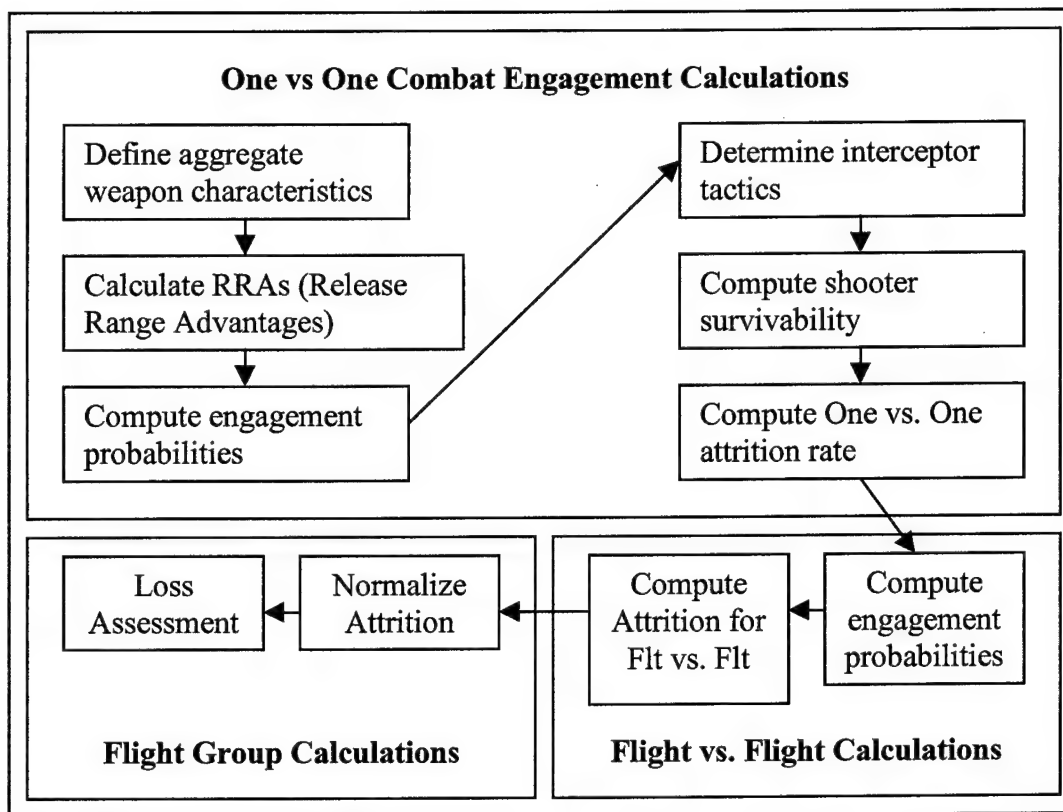 One vs One Combat Engagement Calculations
Define aggregate
weapon characteristics
Calculate RRAs (Release
Range Advantages)
Compute engagement
probabilities
Determine interceptor
tactics
Compute shooter
survivability
Compute One vs. One
attrition rate
Compute
engagement
probabilities
Compute
Attrition for
Flt vs. Flt
Flight vs. Flight Calculations
Normalize
Attrition
Loss
Assessment
Flight Group Calculations